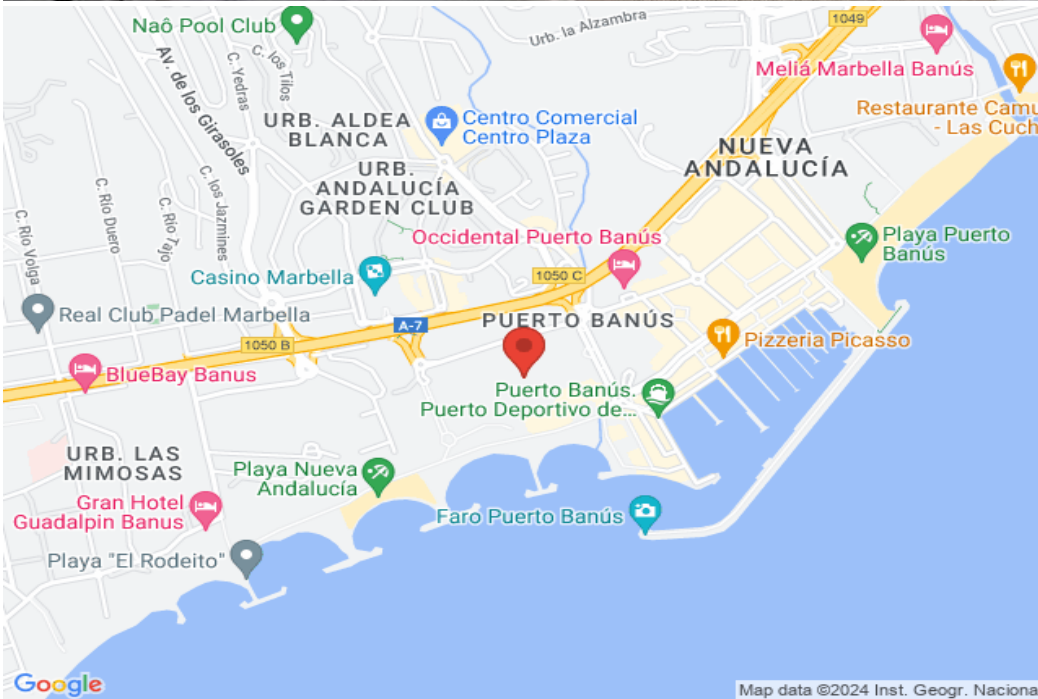 Naô Pool Club
Urb. la Alzambra
1049
Meliá Marbella Banús
Restaurante Camu
- Las Cuch
C. los Tilos
C. Yedras
Av. de los Girasoles
URB. ALDEA
BLANCA
Centro Comercial
Centro Plaza
NUEVA
ANDALUCÍA
URB.
ANDALUCÍA
GARDEN CLUB
C. los Jazmines
C. Río Duero
C. Río Tajo
C. Río Volga
Occidental Puerto Banús
Playa Puerto
Banús
Casino Marbella
1050 C
Real Club Padel Marbella
A-7
PUERTO BANÚS
1050 B
Pizzeria Picasso
BlueBay Banus
Puerto Banús.
Puerto Deportivo de...
URB. LAS
MIMOSAS
Playa Nueva
Andalucía
Gran Hotel
Guadalpin Banus
Faro Puerto Banús
Playa "El Rodeito"
Google
Map data ©2024 Inst. Geogr. Naciona